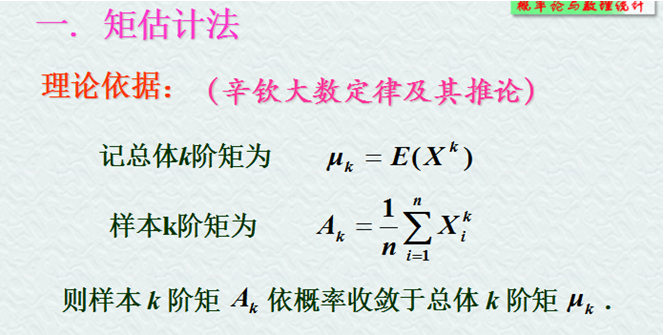 概率论与数理统计
一. 矩估计法
理论依据: (辛钦大数定律及其推论)
记总体k阶矩为 μ_k = E(X^k)
样本k阶矩为 A_k = \frac{1}{n} \sum_{i=1}^{n} X_i^k
则样本 k 阶矩 A_k 依概率收敛于总体 k 阶矩 μ_k .